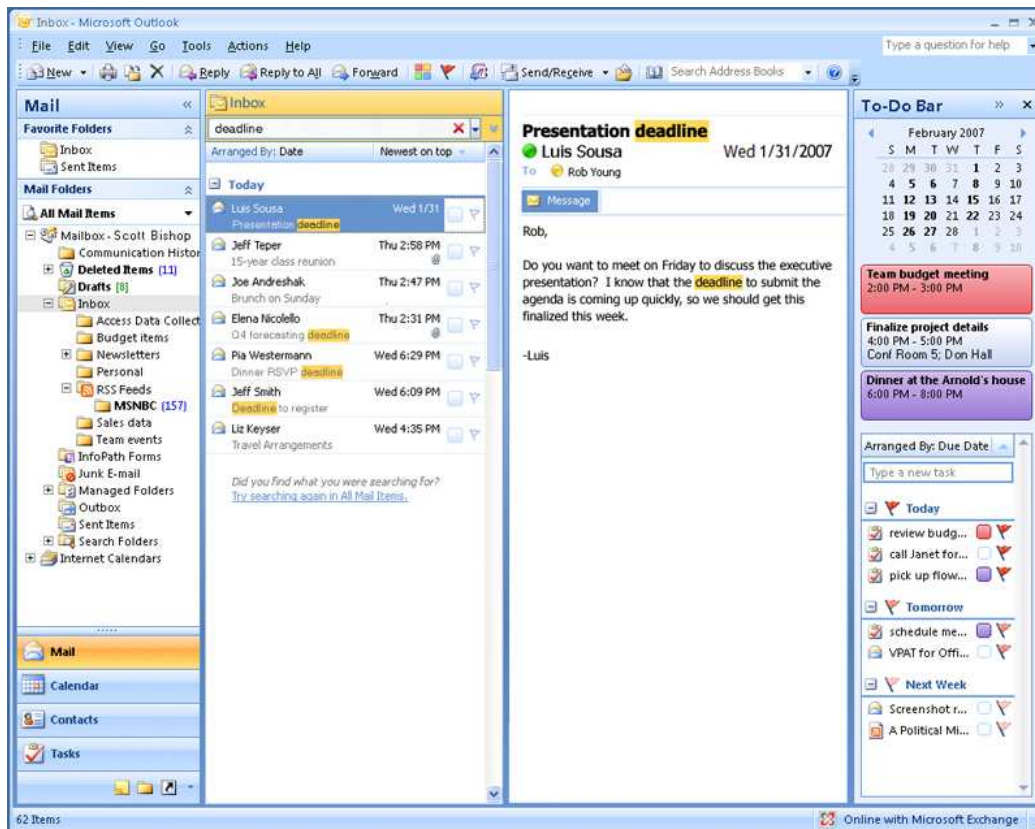 Inbox - Microsoft Outlook
File Edit View Go Tools Actions Help
Type a question for help
New Reply Reply to All Forward Send/Receive Search Address Books
Mail
Favorite Folders
Inbox
Sent Items
Mail Folders
All Mail Items
Mailbox - Scott Bishop
Communication Histor
Deleted Items (11)
Drafts [8]
Inbox
Access Data Collect
Budget items
Newsletters
Personal
RSS Feeds
MSNBC (157)
Sales data
Team events
InfoPath Forms
Junk E-mail
Managed Folders
Outbox
Sent Items
Search Folders
Internet Calendars
Mail
Calendar
Contacts
Tasks
Inbox
deadline
Arranged By: Date Newest on top
Today
Luis Sousa Wed 1/31
Presentation deadline
Jeff Teper Thu 2:58 PM
15-year class reunion
Joe Andreshak Thu 2:47 PM
Brunch on Sunday
Elena Nicolello Thu 2:31 PM
Q4 forecasting deadline
Pia Westermann Wed 6:29 PM
Dinner RSVP deadline
Jeff Smith Wed 6:09 PM
Deadline to register
Liz Keyser Wed 4:35 PM
Travel Arrangements
Did you find what you were searching for?
Try searching again in All Mail Items.
Presentation deadline
Luis Sousa Wed 1/31/2007
To Rob Young
Message
Rob,
Do you want to meet on Friday to discuss the executive
presentation? I know that the deadline to submit the
agenda is coming up quickly, so we should get this
finalized this week.
-Luis
To-Do Bar
February 2007
S M T W T F S
28 29 30 31 1 2 3
4 5 6 7 8 9 10
11 12 13 14 15 16 17
18 19 20 21 22 23 24
25 26 27 28 1 2 3
4 5 6 7 8 9 10
Team budget meeting
2:00 PM - 3:00 PM
Finalize project details
4:00 PM - 5:00 PM
Conf Room 5; Don Hall
Dinner at the Arnold's house
6:00 PM - 8:00 PM
Arranged By: Due Date
Type a new task
Today
review budg...
call Janet for...
pick up flow...
Tomorrow
schedule me...
VPAT for Offi...
Next Week
Screenshot r...
A Political Mi...
62 Items
Online with Microsoft Exchange